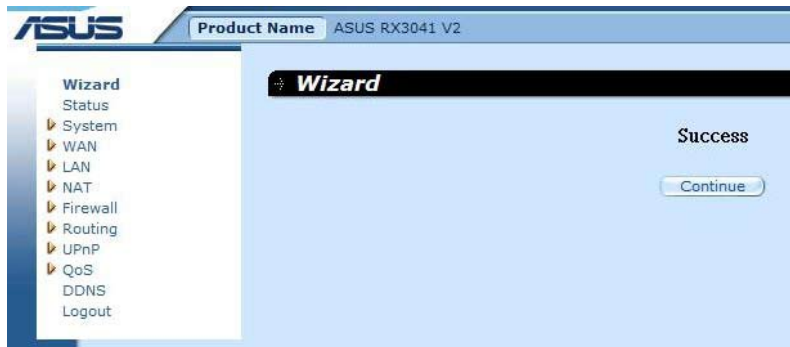 ASUS
Product Name ASUS RX3041 V2
Wizard
Status
System
WAN
LAN
NAT
Firewall
Routing
UPnP
QoS
DDNS
Logout
Wizard
Success
Continue